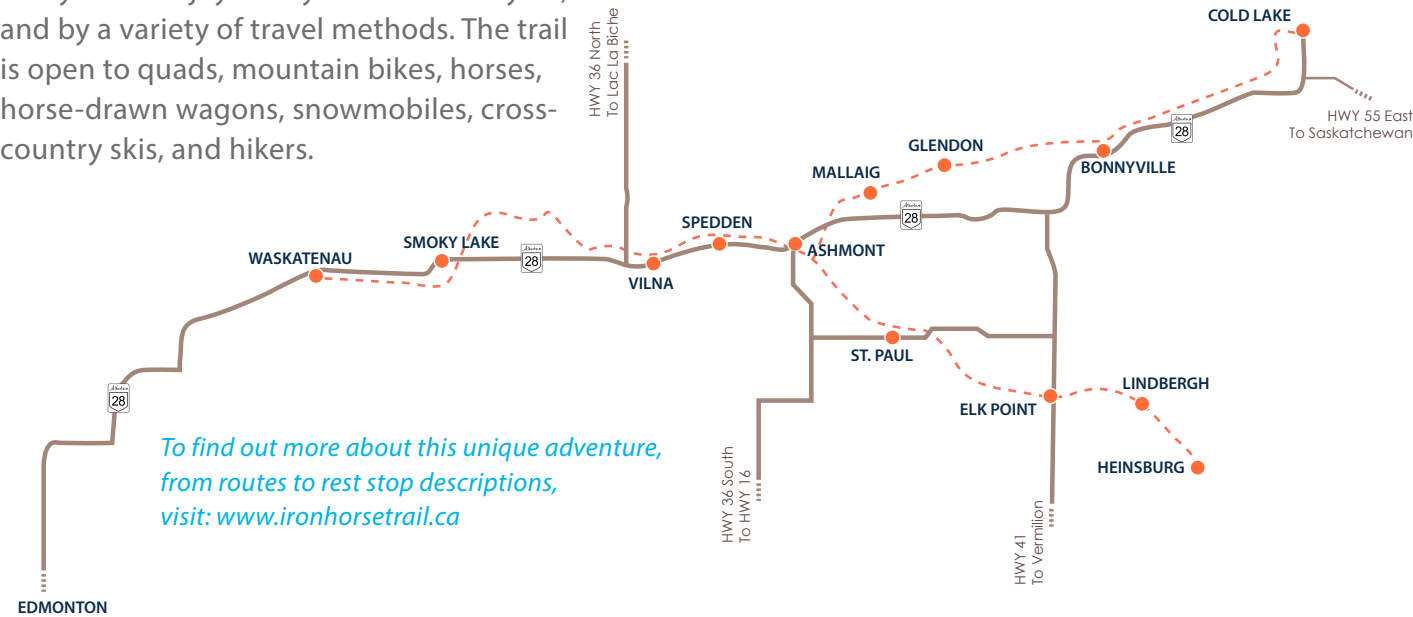 and by a variety of travel methods. The trail
is open to quads, mountain bikes, horses,
horse-drawn wagons, snowmobiles, cross-
country skis, and hikers.
HWY 36 North
To Lac La Biche
COLD LAKE
HWY 55 East
To Saskatchewan
28
BONNYVILLE
GLENDON
MALLAIG
28
SPEDDEN
ASHMONT
SMOKY LAKE
28
WASKATENAU
VILNA
ST. PAUL
LINDBERGH
ELK POINT
HEINSBURG
28
To find out more about this unique adventure,
from routes to rest stop descriptions,
visit: www.ironhorsetrail.ca
HWY 36 South
To HWY 16
HWY 41
To Vermilion
EDMONTON